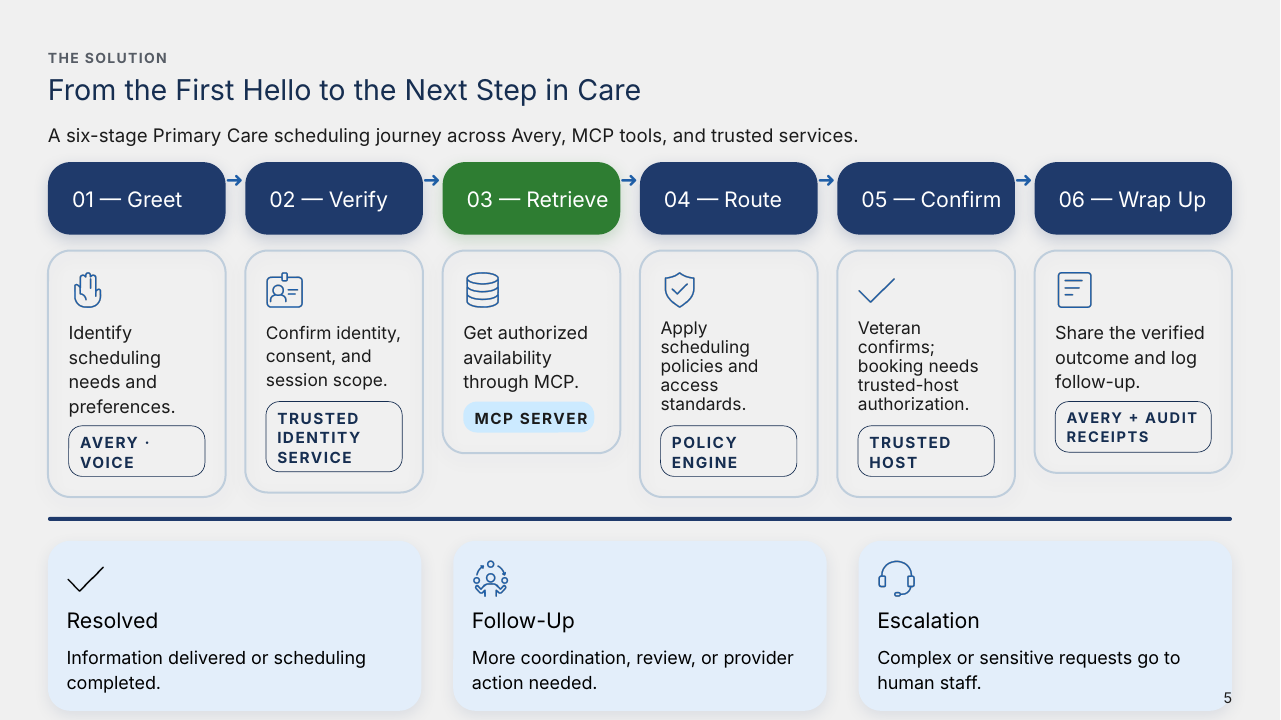 THE SOLUTION
From the First Hello to the Next Step in Care
A six-stage Primary Care scheduling journey across Avery, MCP tools, and trusted services.
01 — Greet
02 — Verify
03 — Retrieve
04 — Route
05 — Confirm
06 — Wrap Up
Identify
scheduling
needs and
preferences.
AVERY ·
VOICE
Confirm identity,
consent, and
session scope.
TRUSTED
IDENTITY
SERVICE
Get authorized
availability
through MCP.
MCP SERVER
Apply
scheduling
policies and
access
standards.
POLICY
ENGINE
Veteran
confirms;
booking needs
trusted-host
authorization.
TRUSTED
HOST
Share the verified
outcome and log
follow-up.
AVERY + AUDIT
RECEIPTS
Resolved
Information delivered or scheduling
completed.
Follow-Up
More coordination, review, or provider
action needed.
Escalation
Complex or sensitive requests go to
human staff.
5